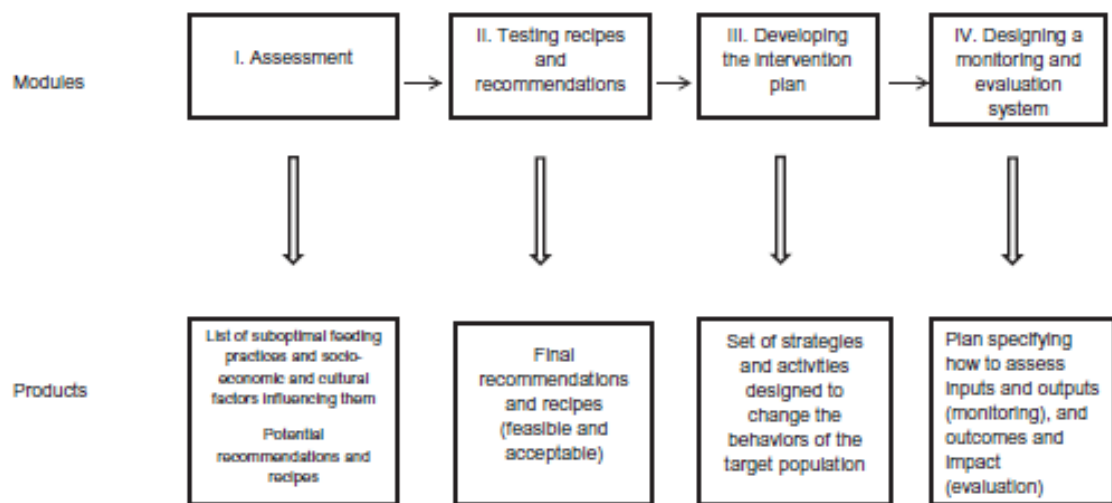 Modules
I. Assessment
II. Testing recipes
and
recommendations
III. Developing
the intervention
plan
IV. Designing a
monitoring and
evaluation
system
Products
List of suboptimal feeding
practices and socio-
economic and cultural
factors influencing them
Potential
recommendations and
recipes
Final
recommendations
and recipes
(feasible and
acceptable)
Set of strategies
and activities
designed to
change the
behaviors of the
target population
Plan specifying
how to assess
inputs and outputs
(monitoring), and
outcomes and
impact
(evaluation)